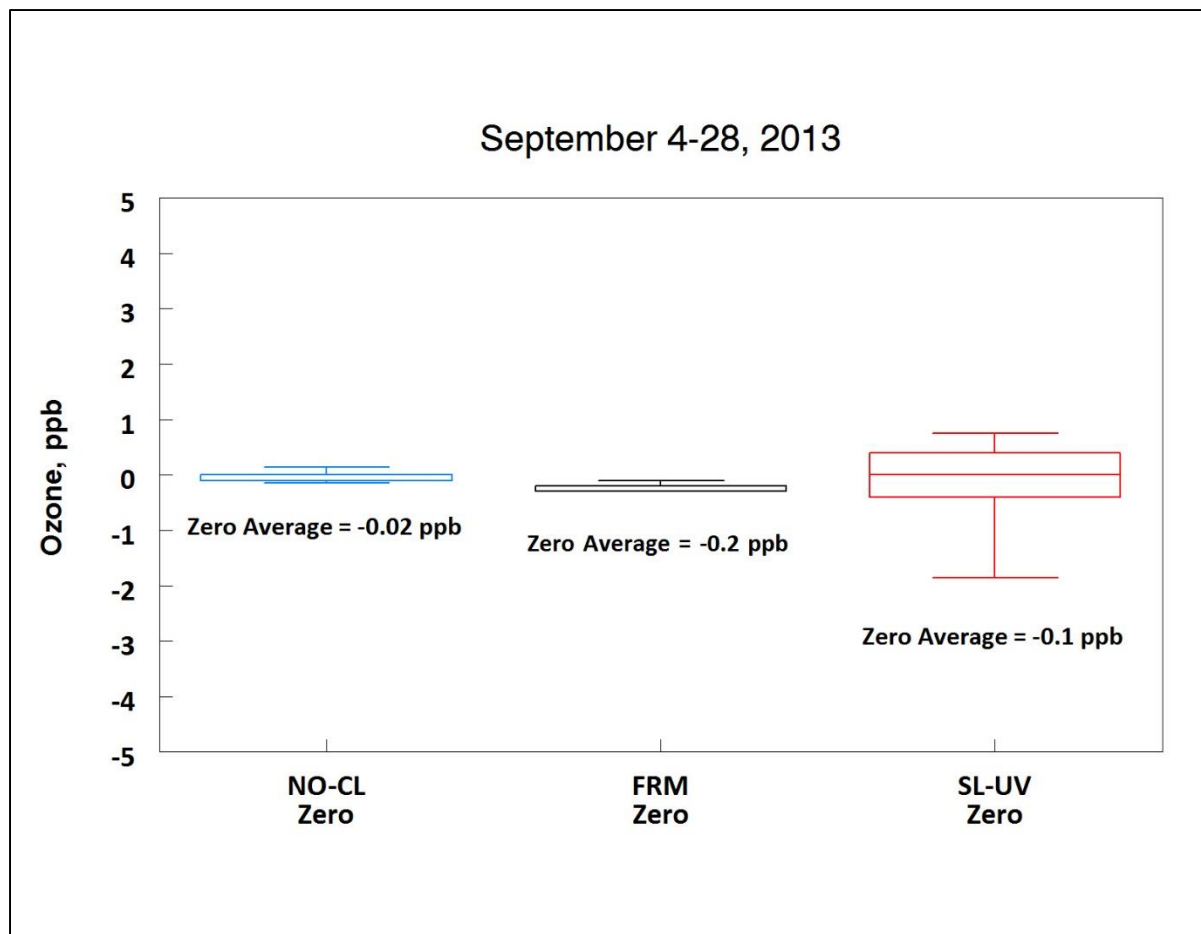 September 4-28, 2013
5
4
3
2
1
0
-1
-2
-3
-4
-5
Ozone, ppb
Zero Average = -0.02 ppb
Zero Average = -0.2 ppb
Zero Average = -0.1 ppb
NO-CL
Zero
FRM
Zero
SL-UV
Zero